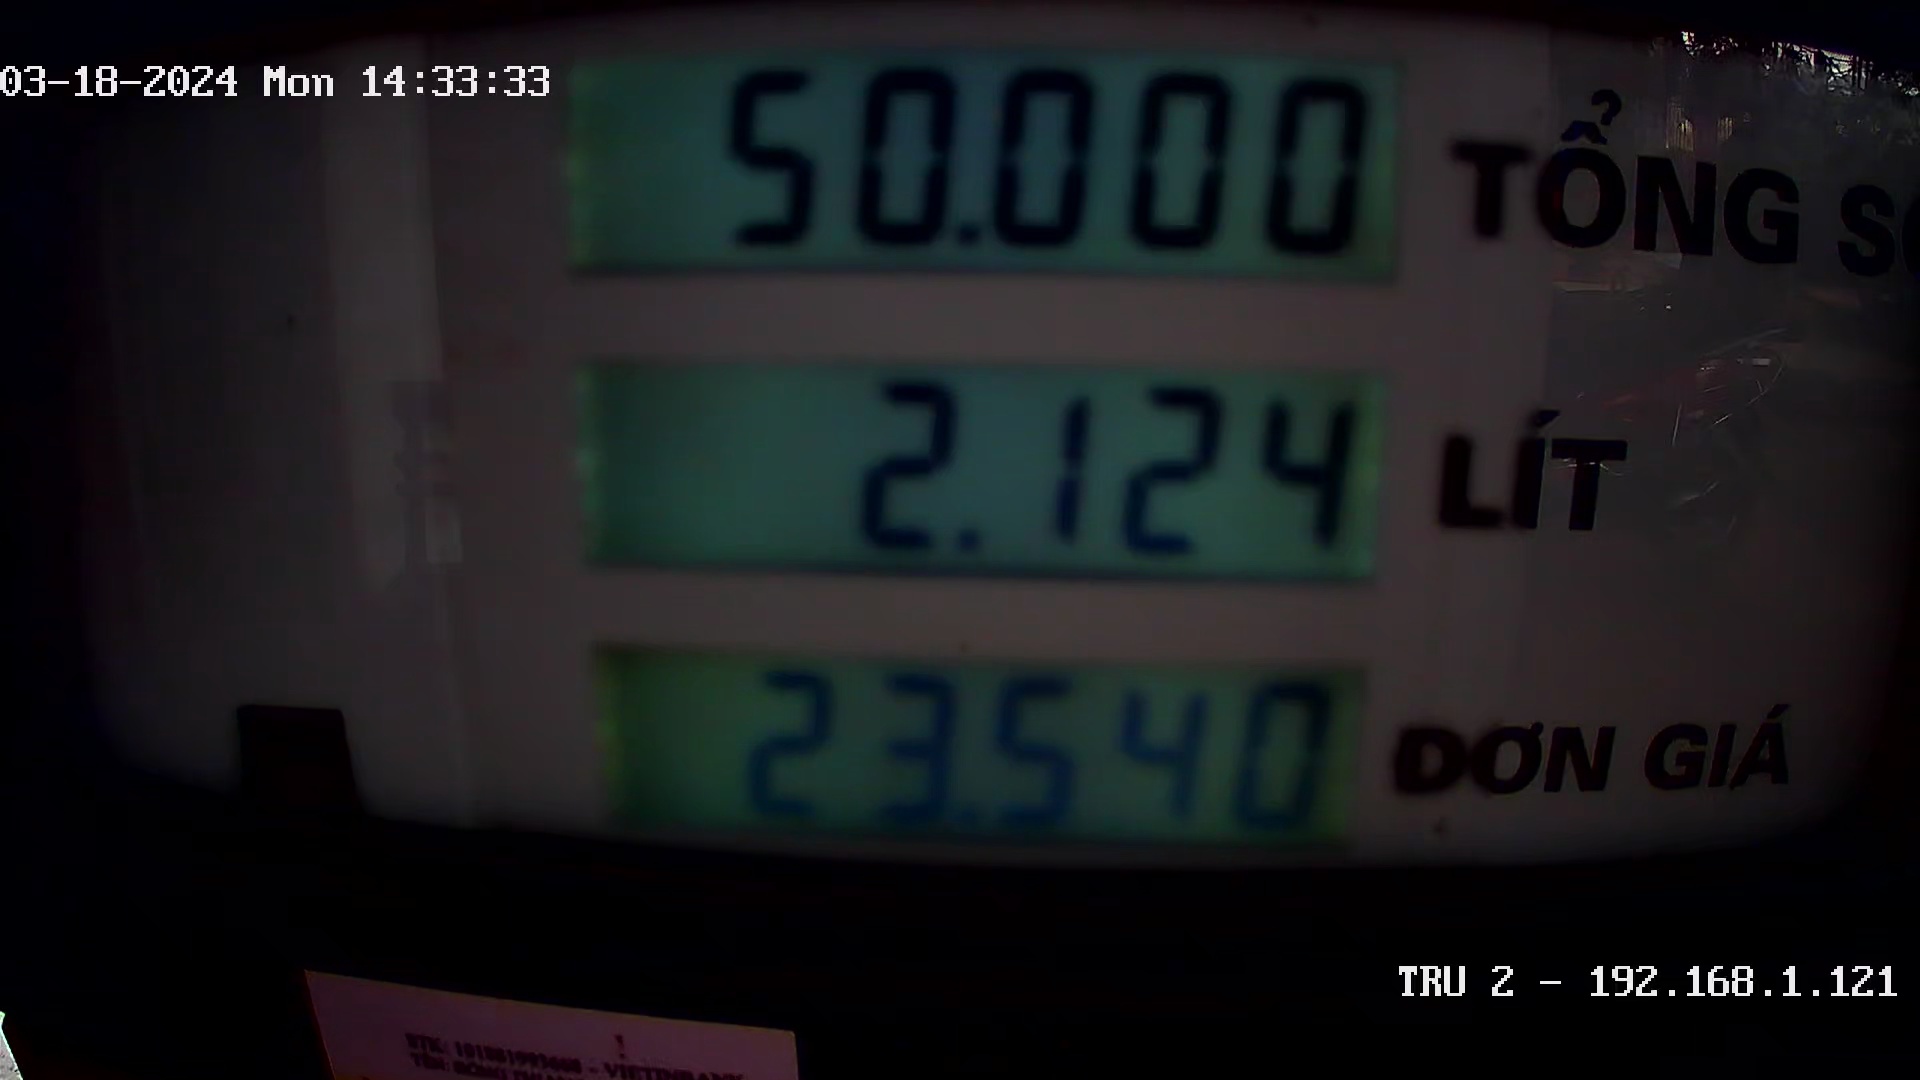 03-18-2024 Mon 14:33:33
50.000
TỔNG
2.124
LÍT
23.540
ĐƠN GIÁ
TRU 2 - 192.168.1.121
- VIETINBANK